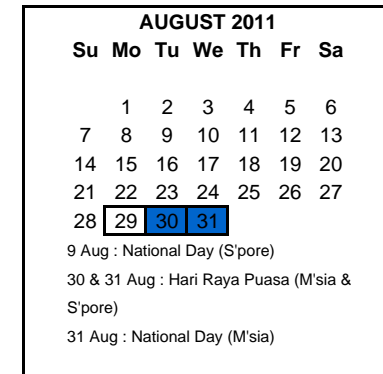 AUGUST 2011
Su Mo Tu We Th Fr Sa
1 2 3 4 5 6
7 8 9 10 11 12 13
14 15 16 17 18 19 20
21 22 23 24 25 26 27
28 29 30 31
9 Aug : National Day (S'pore)
30 & 31 Aug : Hari Raya Puasa (M'sia &
S'pore)
31 Aug : National Day (M'sia)